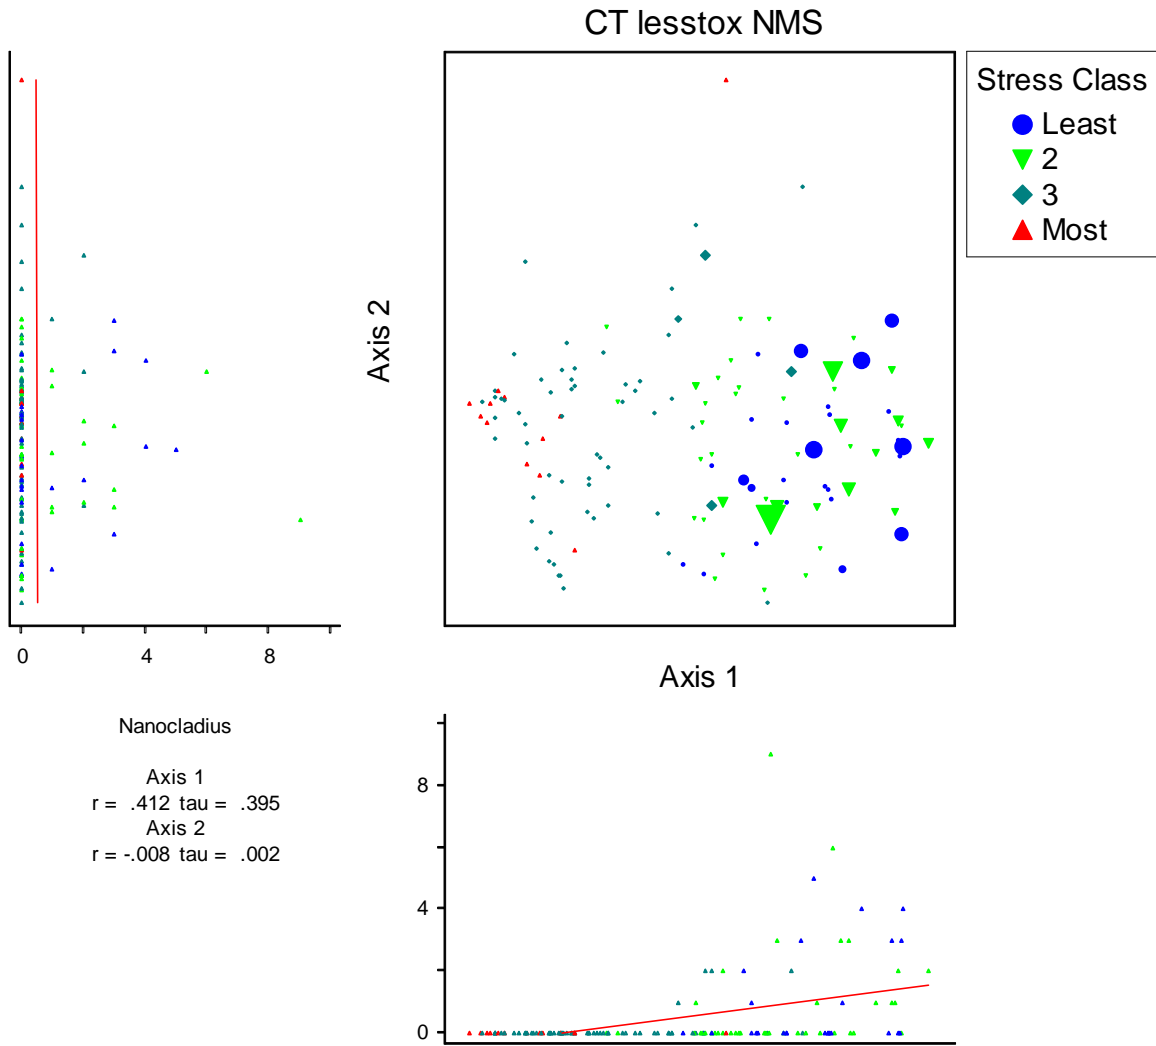 CT lesstox NMS
Stress Class
Least
2
3
Most
Axis 2
0 4 8
Axis 1
Nanocladius
Axis 1
r = .412 tau = .395
Axis 2
r = -.008 tau = .002
8
4
0